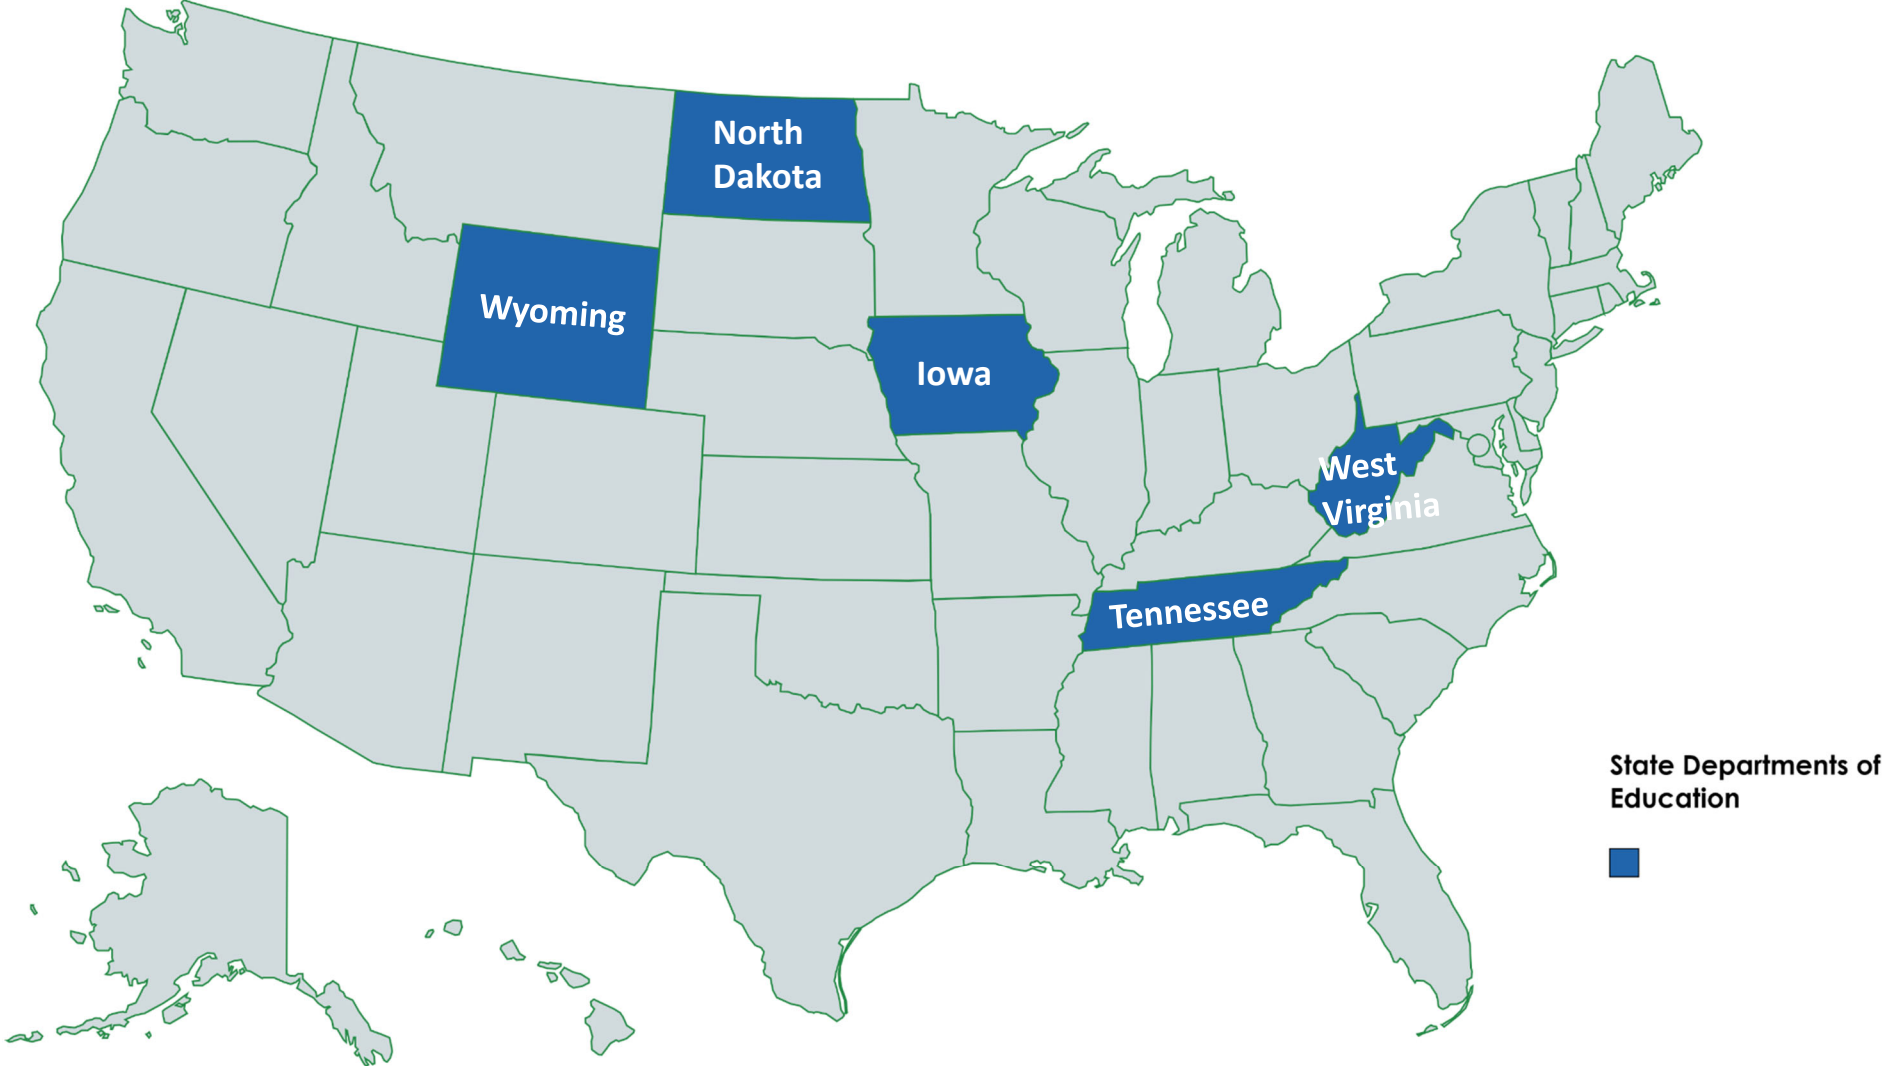 North
Dakota
Wyoming
Iowa
West
Virginia
Tennessee
State Departments of
Education